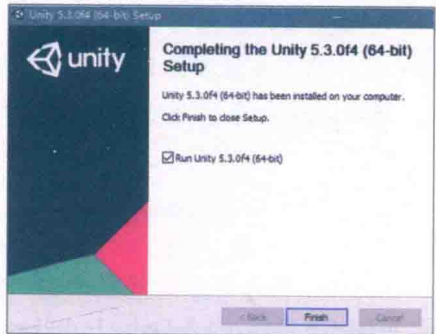 Unity 5.3.0f4 (64-bit) Setup
unity
Completing the Unity 5.3.0f4 (64-bit)
Setup
Unity 5.3.0f4 (64-bit) has been installed on your computer.
Click Finish to close Setup.
Run Unity 5.3.0f4 (64-bit)
< Back
Finish
Cancel